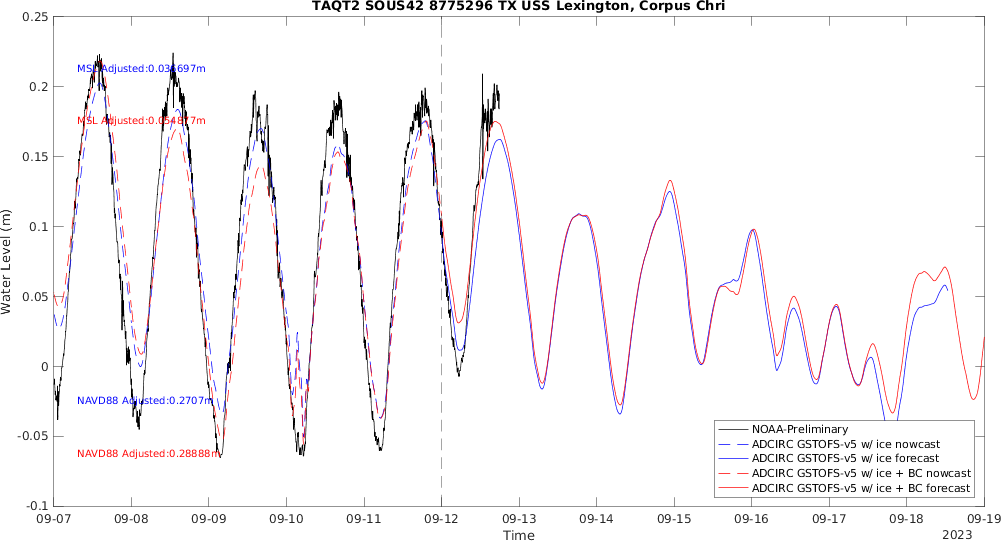 TAQT2 SOUS42 8775296 TX USS Lexington, Corpus Chri
0.25
0.2
0.15
0.1
0.05
0
-0.05
-0.1
Water Level (m)
MSL Adjusted:0.036697m
MSL Adjusted:0.054877m
NAVD88 Adjusted:0.2707m
NAVD88 Adjusted:0.28888m
NOAA-Preliminary
ADCIRC GSTOFS-v5 w/ ice nowcast
ADCIRC GSTOFS-v5 w/ ice forecast
ADCIRC GSTOFS-v5 w/ ice + BC nowcast
ADCIRC GSTOFS-v5 w/ ice + BC forecast
09-07 09-08 09-09 09-10 09-11 09-12 09-13 09-14 09-15 09-16 09-17 09-18 09-19
Time
2023